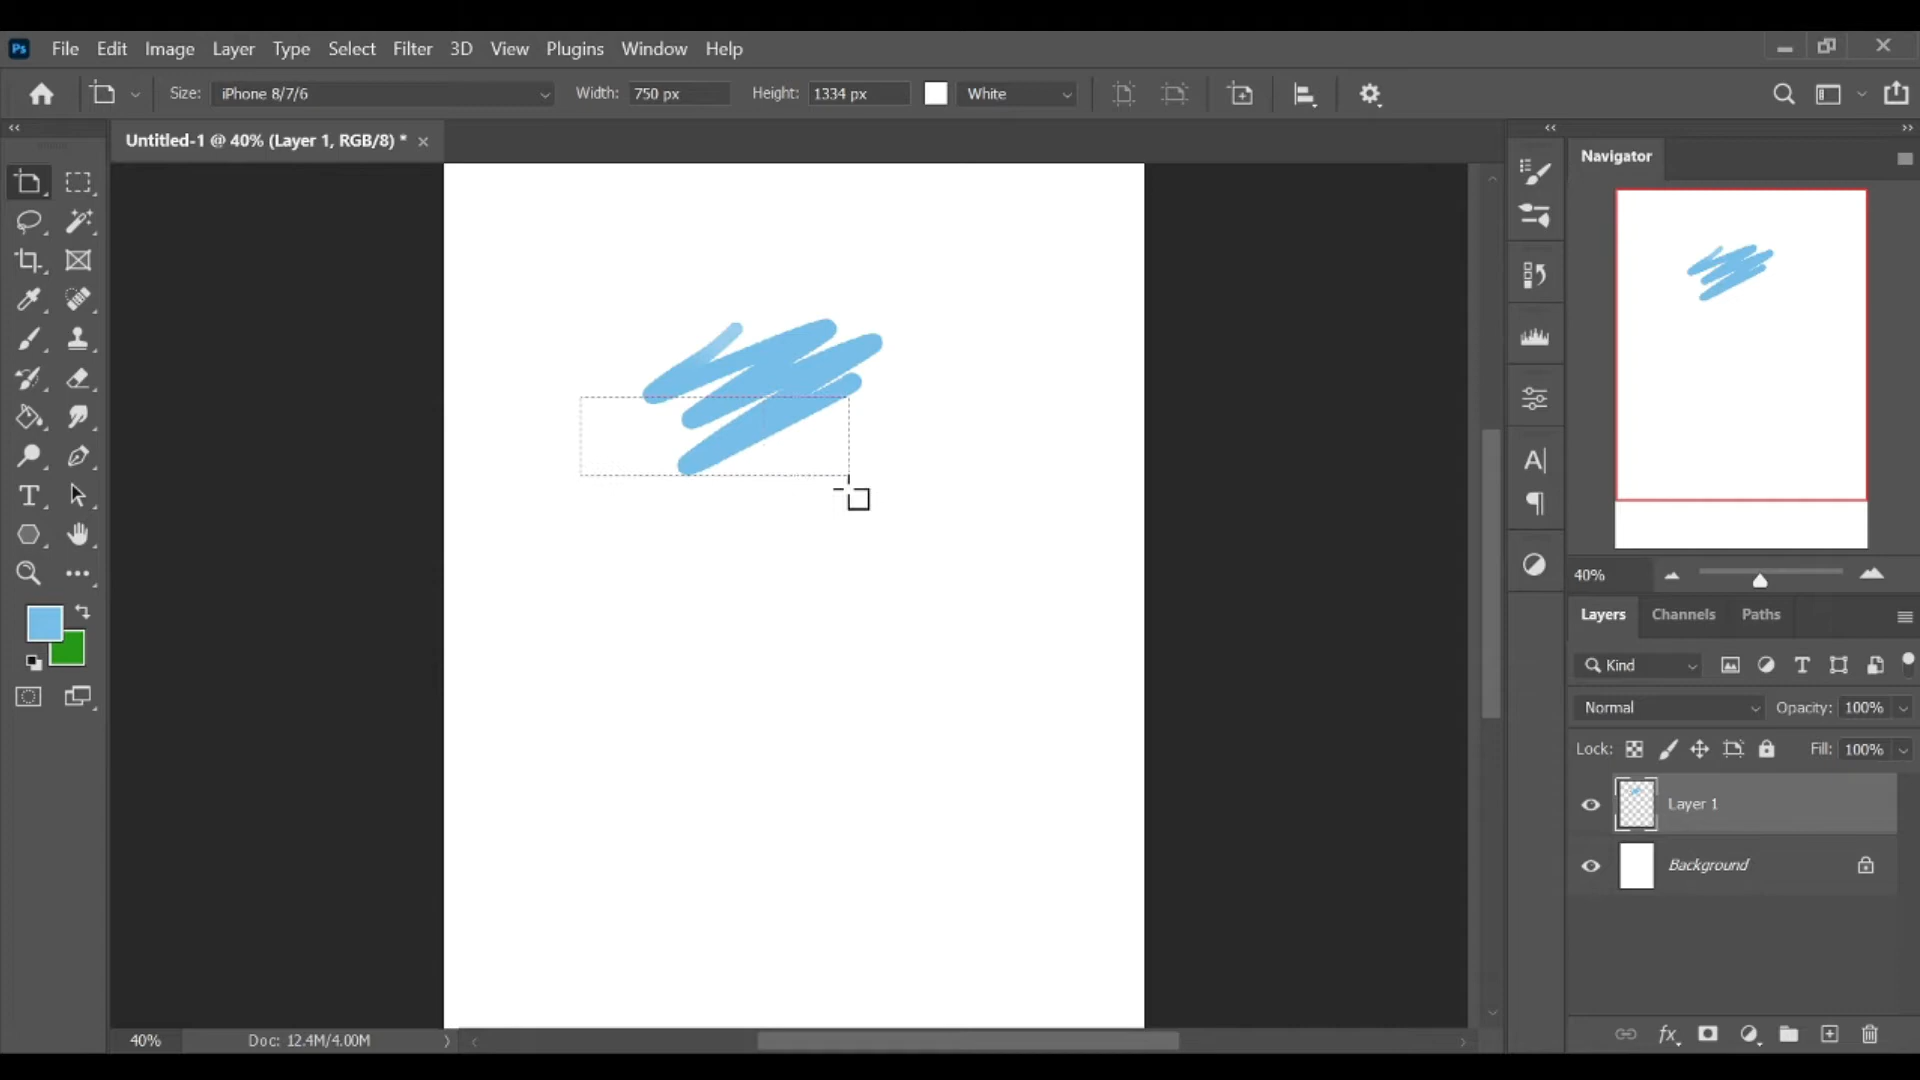 Ps File Edit Image Layer Type Select Filter 3D View Plugins Window Help
Size: iPhone 8/7/6 Width: 750 px Height: 1334 px White
Untitled-1 @ 40% (Layer 1, RGB/8) *
Navigator
40%
Layers Channels Paths
Kind
Normal Opacity: 100%
Lock: Fill: 100%
Layer 1
Background
40% Doc: 12.4M/4.00M